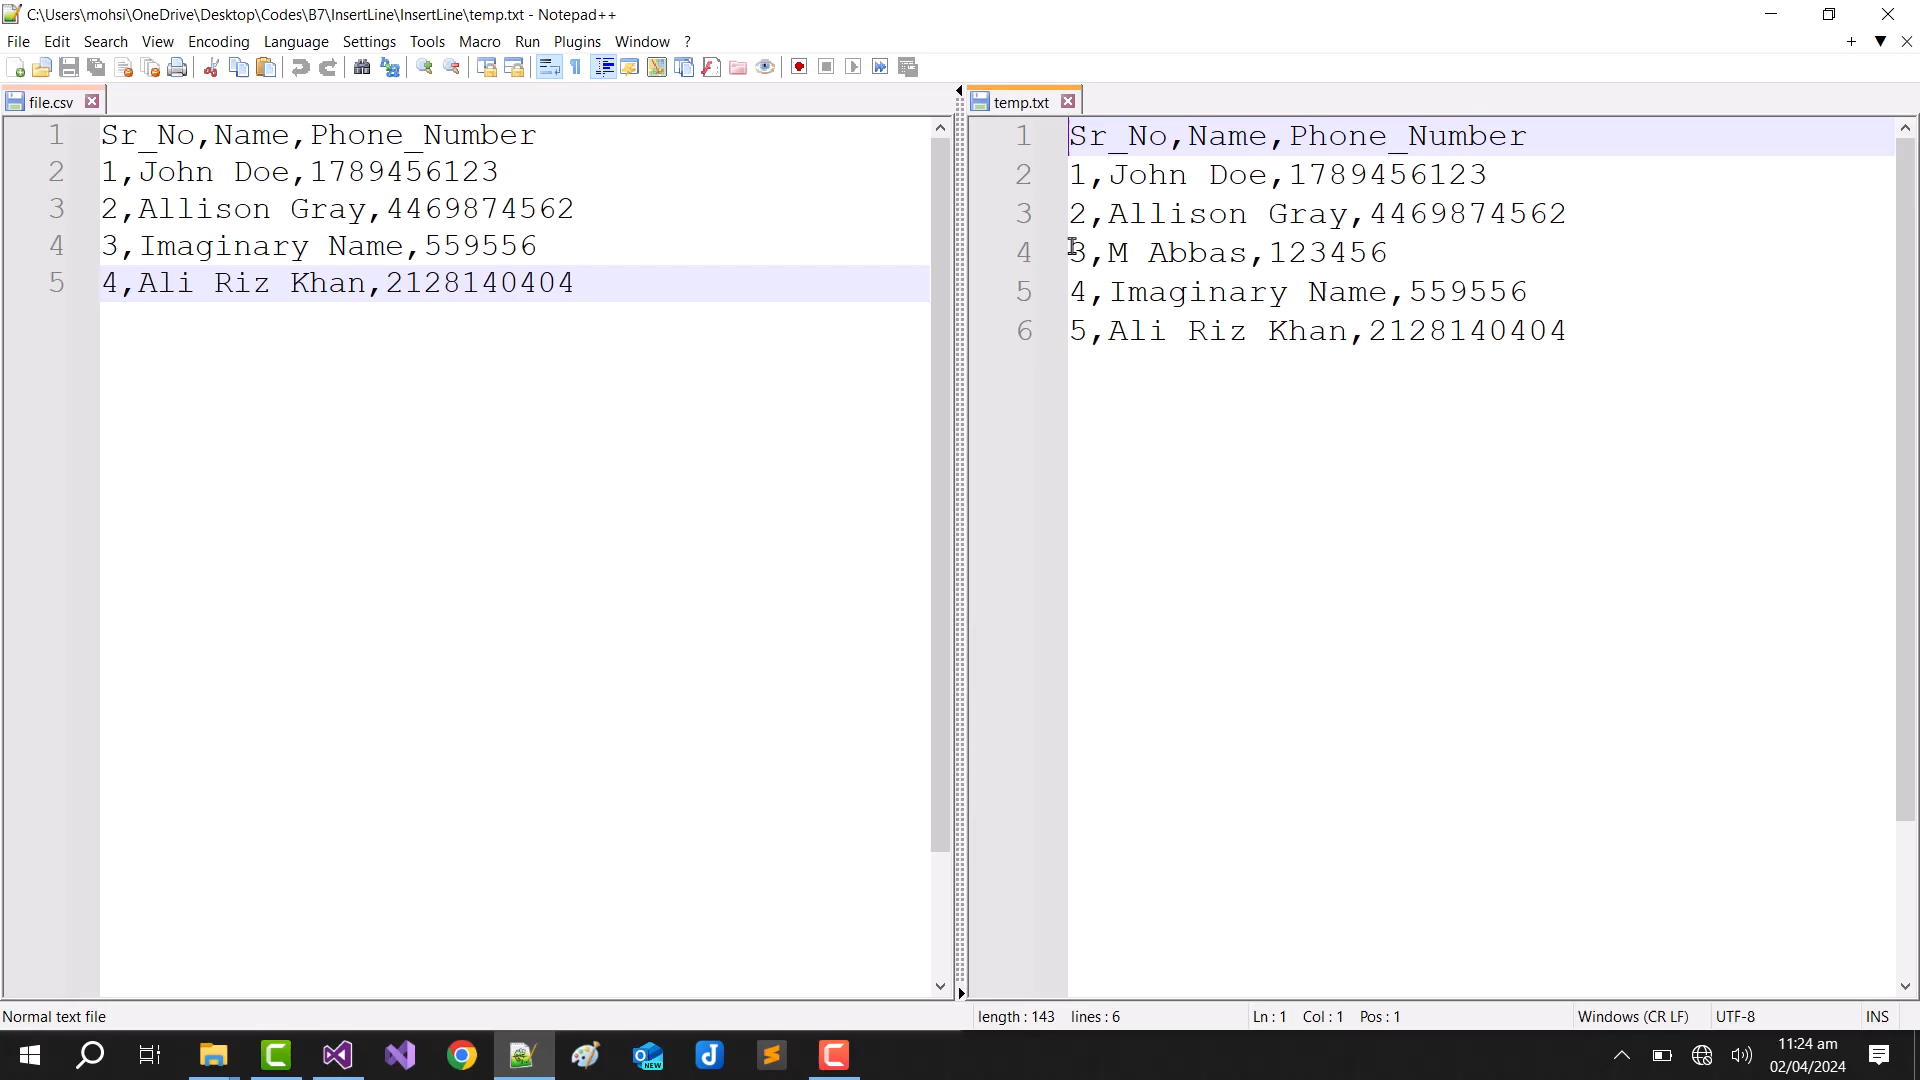 C:\Users\mohsi\OneDrive\Desktop\Codes\B7\InsertLine\InsertLine\temp.txt - Notepad++
File Edit Search View Encoding Language Settings Tools Macro Run Plugins Window ?
file.csv
1 Sr_No,Name,Phone_Number
2 1,John Doe,1789456123
3 2,Allison Gray,4469874562
4 3,Imaginary Name,559556
5 4,Ali Riz Khan,2128140404
temp.txt
1 Sr_No,Name,Phone_Number
2 1,John Doe,1789456123
3 2,Allison Gray,4469874562
4 3,M Abbas,123456
5 4,Imaginary Name,559556
6 5,Ali Riz Khan,2128140404
Normal text file length : 143 lines : 6 Ln : 1 Col : 1 Pos : 1 Windows (CR LF) UTF-8 INS
NEW
11:24 am
02/04/2024